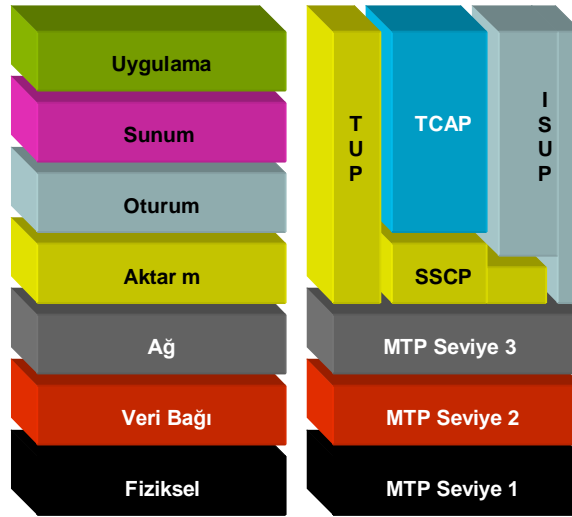 Uygulama
Sunum
Oturum
Aktar m
Ağ
Veri Bağı
Fiziksel
TUP
TCAP
ISUP
SSCP
MTP Seviye 3
MTP Seviye 2
MTP Seviye 1